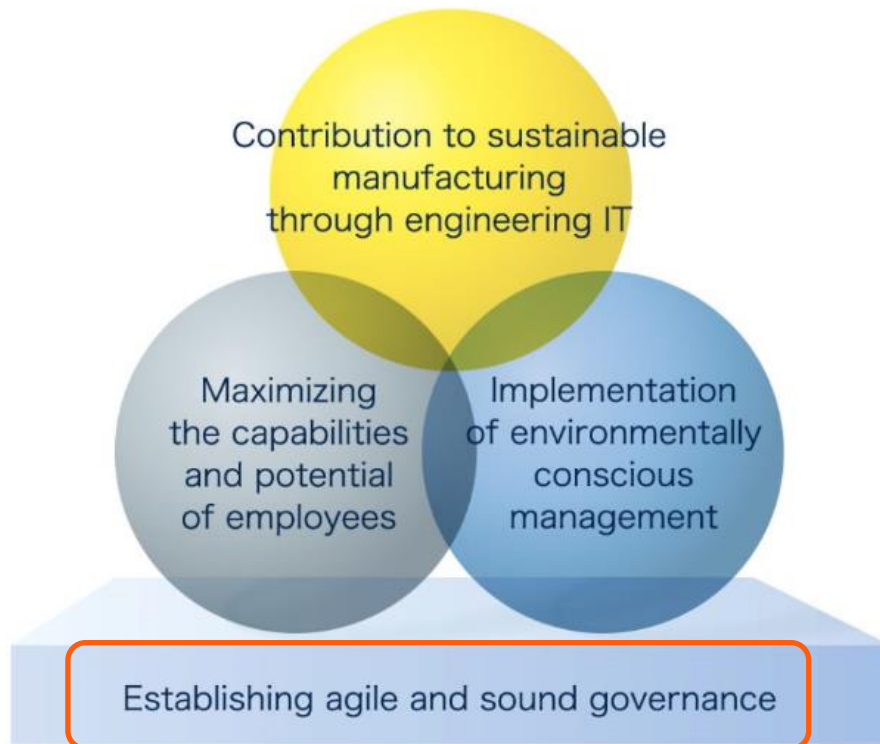 Contribution to sustainable
manufacturing
through engineering IT
Maximizing
the capabilities
and potential
of employees
Implementation
of environmentally
conscious
management
Establishing agile and sound governance